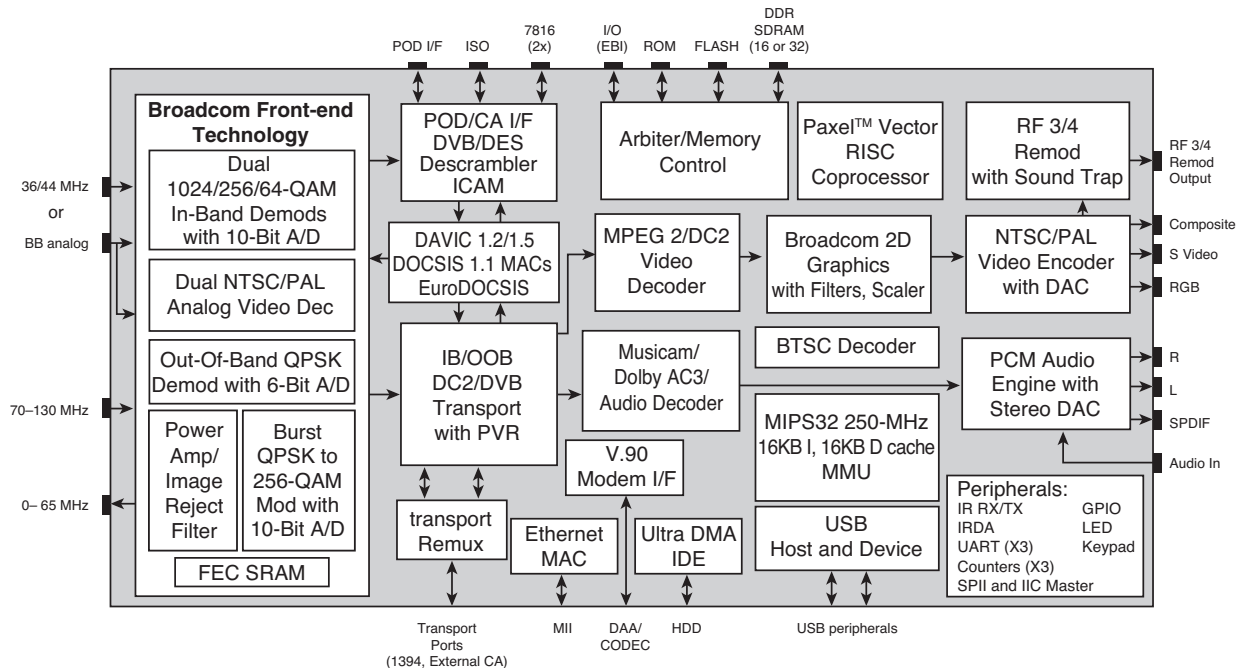 DDR
SDRAM
(16 or 32)
7816
(2x)
I/O
(EBI)
POD I/F
ISO
ROM
FLASH
Broadcom Front-end
Technology
Dual
1024/256/64-QAM
In-Band Demods
with 10-Bit A/D
Dual NTSC/PAL
Analog Video Dec
Out-Of-Band QPSK
Demod with 6-Bit A/D
Power
Amp/
Image
Reject
Filter
Burst
QPSK to
256-QAM
Mod with
10-Bit A/D
FEC SRAM
36/44 MHz
or
BB analog
70–130 MHz
0– 65 MHz
POD/CA I/F
DVB/DES
Descrambler
ICAM
DAVIC 1.2/1.5
DOCSIS 1.1 MACs
EuroDOCSIS
IB/OOB
DC2/DVB
Transport
with PVR
transport
Remux
Arbiter/Memory
Control
Paxel™ Vector
RISC
Coprocessor
RF 3/4
Remod
with Sound Trap
RF 3/4
Remod
Output
MPEG 2/DC2
Video
Decoder
Broadcom 2D
Graphics
with Filters, Scaler
NTSC/PAL
Video Encoder
with DAC
Composite
S Video
RGB
Musicam/
Dolby AC3/
Audio Decoder
BTSC Decoder
PCM Audio
Engine with
Stereo DAC
R
L
SPDIF
Audio In
MIPS32 250-MHz
16KB I, 16KB D cache
MMU
V.90
Modem I/F
Ethernet
MAC
Ultra DMA
IDE
USB
Host and Device
Peripherals:
IR RX/TX
IRDA
UART (X3)
Counters (X3)
SPII and IIC Master
GPIO
LED
Keypad
Transport
Ports
(1394, External CA)
MII
DAA/
CODEC
HDD
USB peripherals